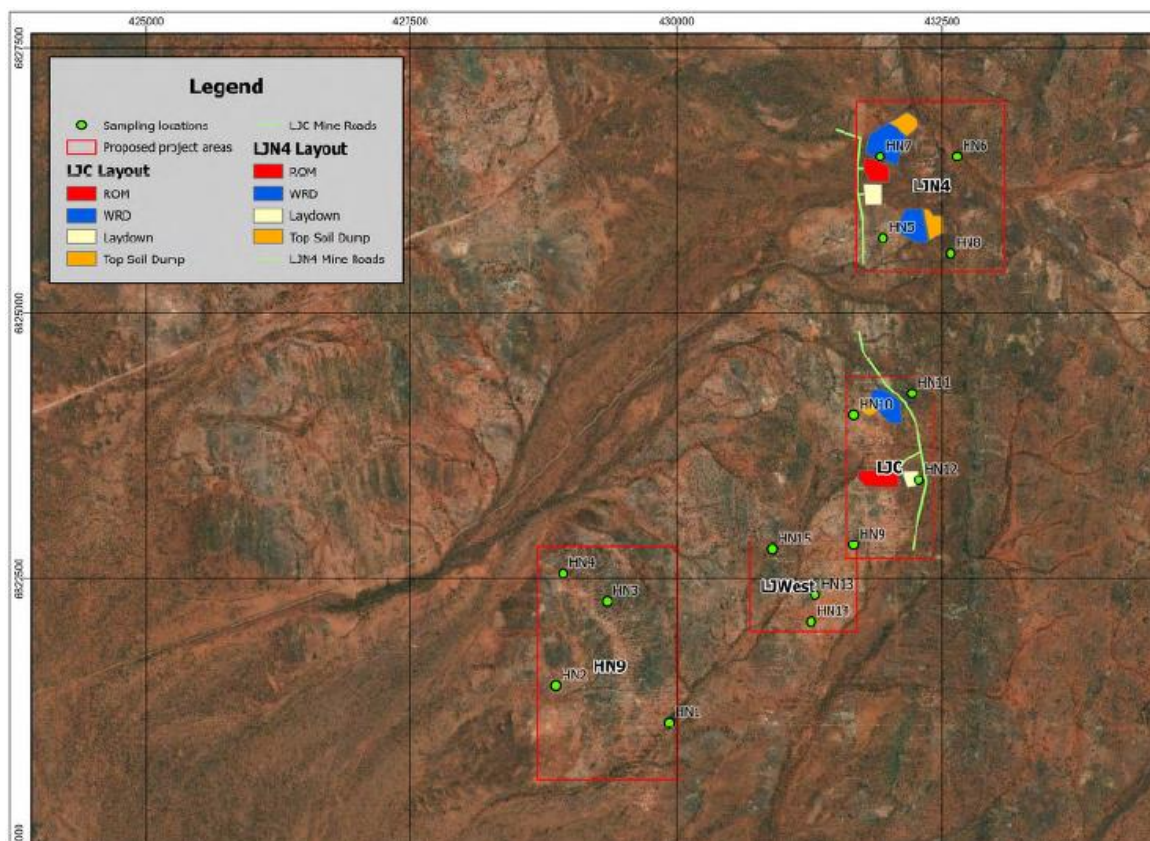 425000 427500 430000 432500
6827500
Legend
Sampling locations
LJC Mine Roads
Proposed project areas
LJC Layout
LJN4 Layout
ROM
ROM
WRD
WRD
Laydown
Laydown
Top Soil Dump
Top Soil Dump
LJN4 Mine Roads
HN7
HN6
LJN4
HN5
HN8
6825000
HN11
HN10
LJC
HN12
HN9
HN15
HN4
6822500
HN3
LJWest
HN13
HN9
HN2
HN1